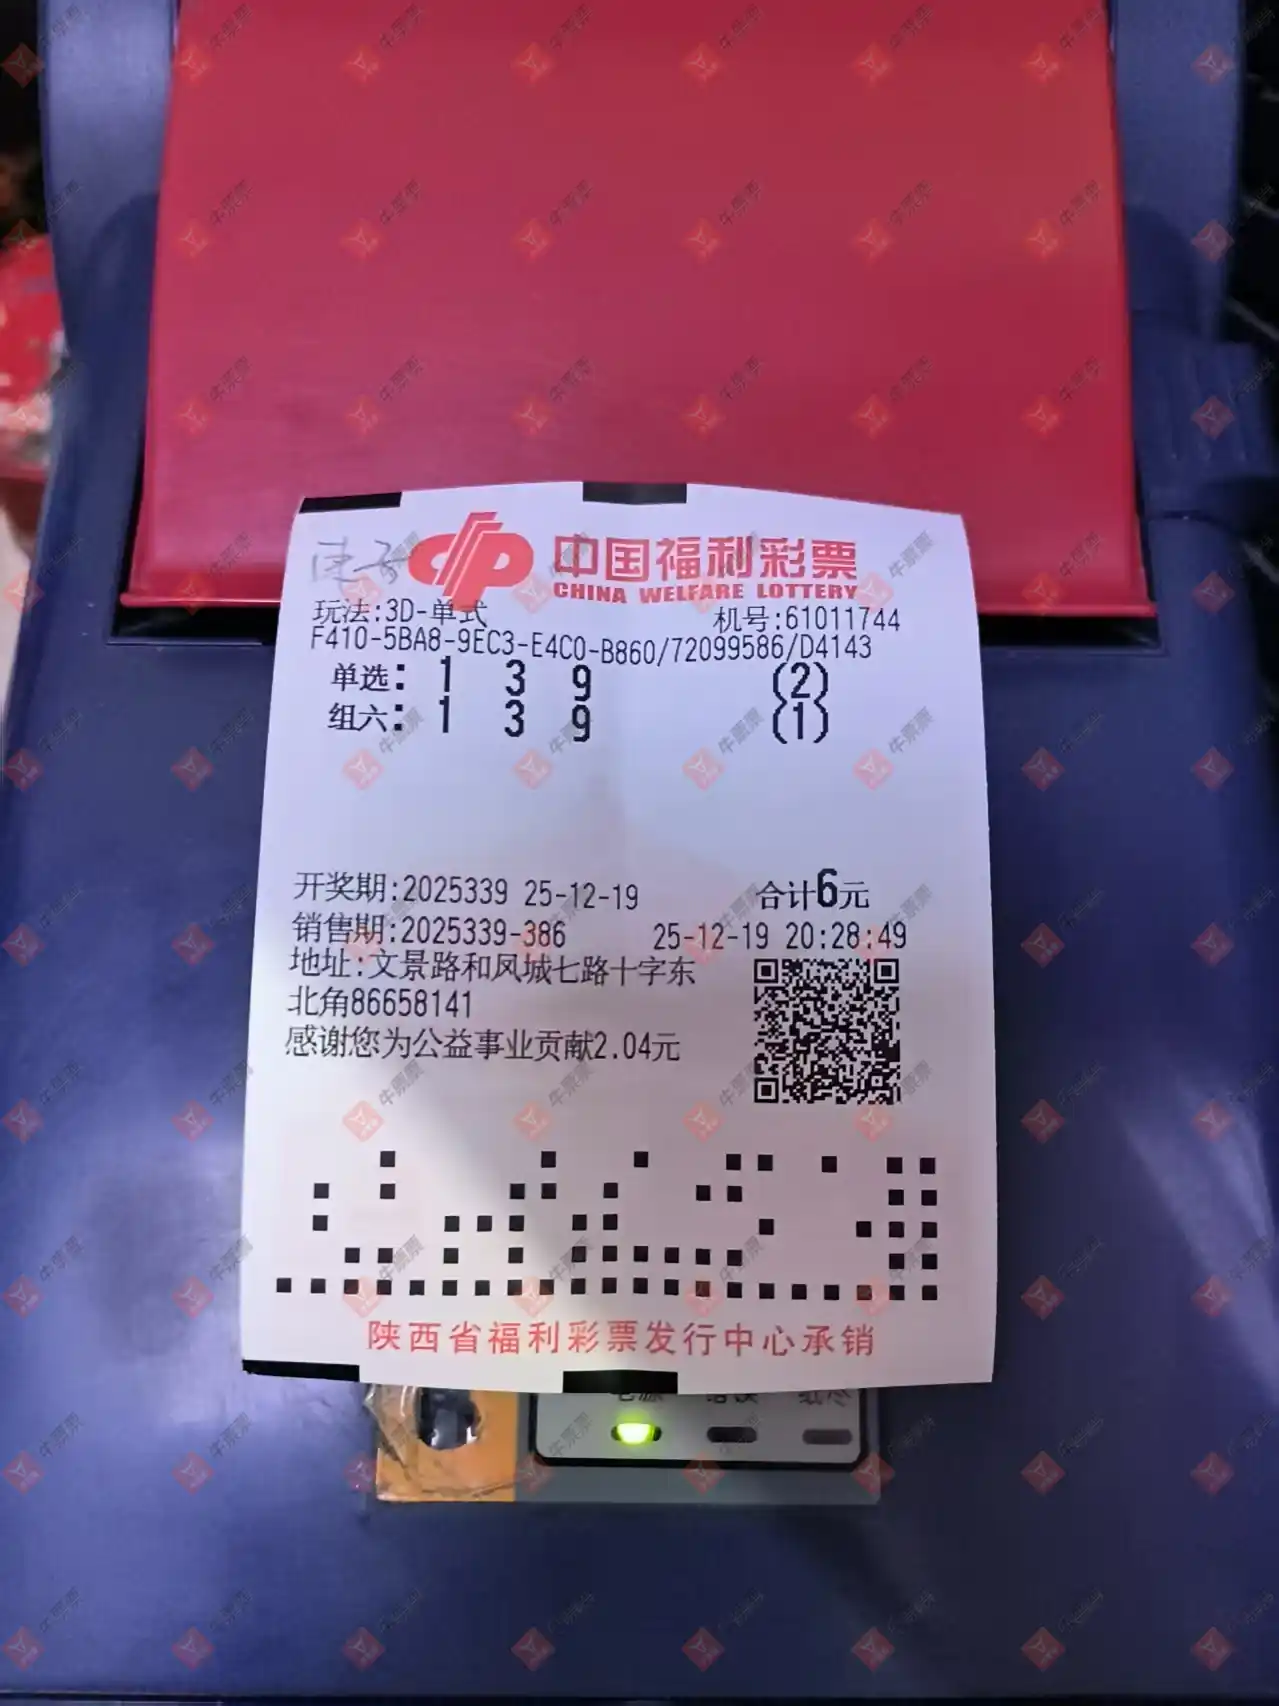 中国福利彩票
CHINA WELFARE LOTTERY
玩法:3D-单式 机号:61011744
F410-5BA8-9EC3-E4C0-B860/72099586/D4143
单选: 1 3 9 (2)
组六: 1 3 9 (1)
开奖期:2025339 25-12-19 合计6元
销售期:2025339-386 25-12-19 20:28:49
地址:文景路和凤城七路十字东
北角86658141
感谢您为公益事业贡献2.04元
陕西省福利彩票发行中心承销
牛票票